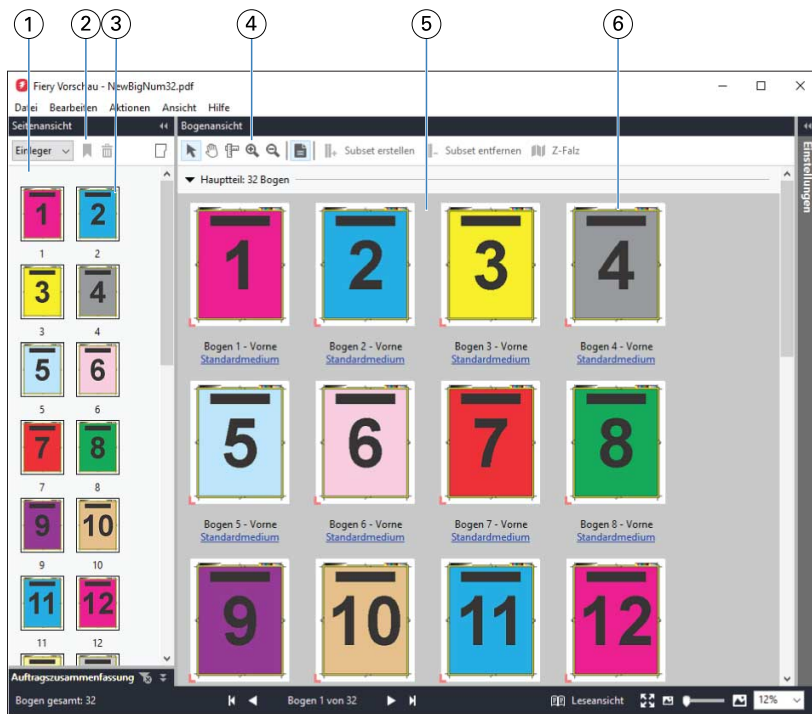 1 2 3 4 5 6
Fiery Vorschau - NewBigNum32.pdf
Datei Bearbeiten Aktionen Ansicht Hilfe
Seitenansicht Bogenansicht
Einleger Subset erstellen Subset entfernen Z-Falz
Einstellungen
Hauptteil: 32 Bogen
1 2
1 2
3 4
3 4
5 6
5 6
7 8
7 8
9 10
9 10
11 12
11 12
1 2 3 4
Bogen 1 - Vorne Bogen 2 - Vorne Bogen 3 - Vorne Bogen 4 - Vorne
Standardmedium Standardmedium Standardmedium Standardmedium
5 6 7 8
Bogen 5 - Vorne Bogen 6 - Vorne Bogen 7 - Vorne Bogen 8 - Vorne
Standardmedium Standardmedium Standardmedium Standardmedium
9 10 11 12
Auftragszusammenfassung
Bogen gesamt: 32 Bogen 1 von 32 Leseansicht 12%